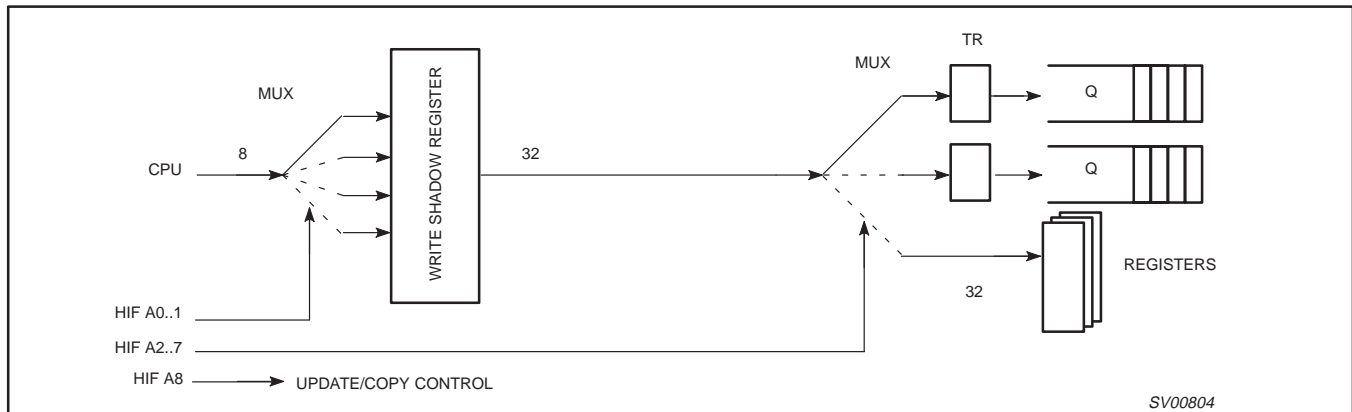 TR
MUX
MUX
Q
WRITE SHADOW REGISTER
8
32
CPU
Q
REGISTERS
32
HIF A0..1
HIF A2..7
HIF A8
UPDATE/COPY CONTROL
SV00804